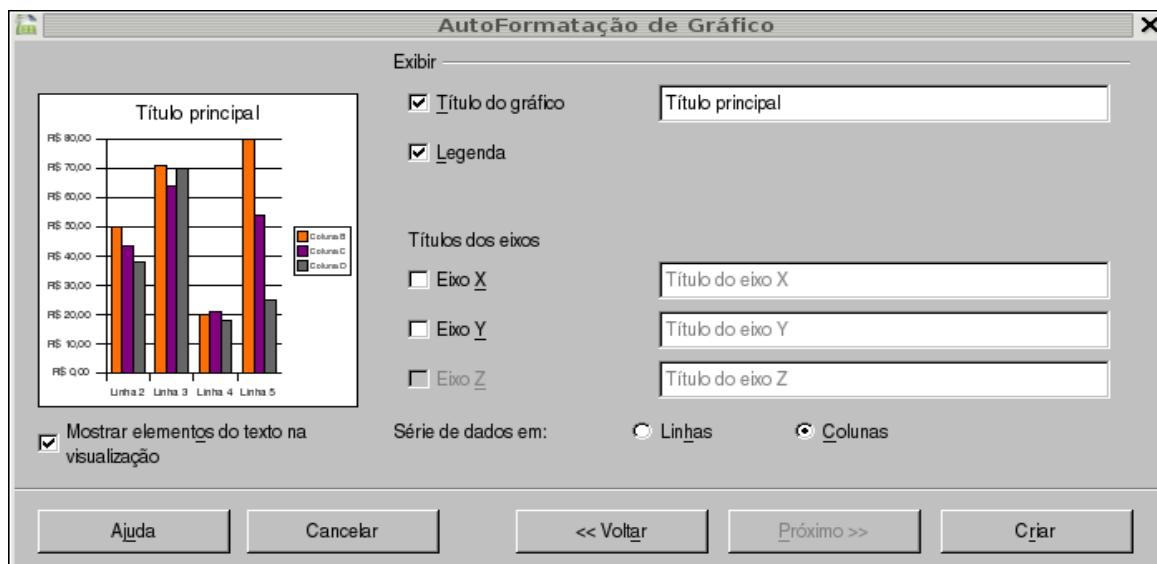 AutoFormatação de Gráfico
Exibir
Título do gráfico
Título principal
Legenda
Títulos dos eixos
Eixo X
Título do eixo X
Eixo Y
Título do eixo Y
Eixo Z
Título do eixo Z
Título principal
R$ 80,00
R$ 70,00
R$ 60,00
R$ 50,00
R$ 40,00
R$ 30,00
R$ 20,00
R$ 10,00
R$ 0,00
Linha 2 Linha 3 Linha 4 Linha 5
Coluna B
Coluna C
Coluna D
Mostrar elementos do texto na
visualização
Série de dados em:
Linhas
Colunas
Ajuda
Cancelar
<< Voltar
Próximo >>
Criar